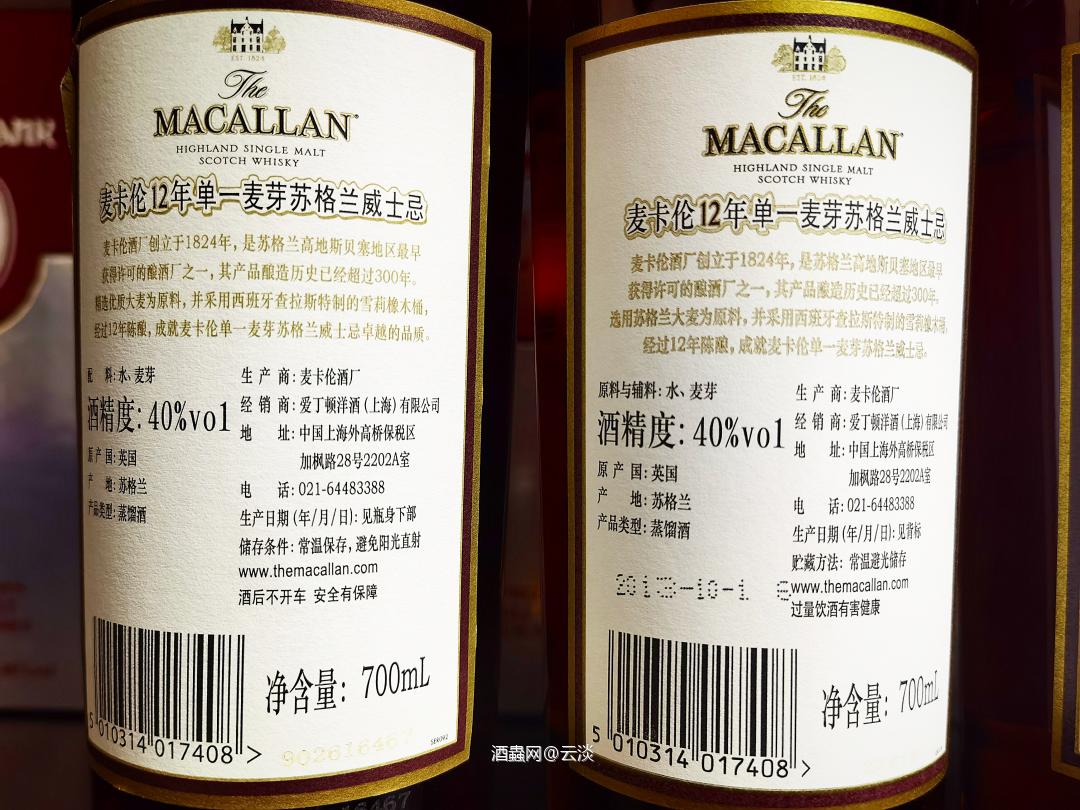 EST. 1824
The
MACALLAN
HIGHLAND SINGLE MALT
SCOTCH WHISKY
麦卡伦12年单一麦芽苏格兰威士忌
麦卡伦酒厂创立于1824年，是苏格兰高地斯贝塞地区最早
获得许可的酿酒厂之一，其产品酿造历史已经超过300年。
精选优质大麦为原料，并采用西班牙查拉斯特制的雪莉橡木桶，
经过12年陈酿，成就麦卡伦单一麦芽苏格兰威士忌卓越的品质。
配 料：水、麦芽
酒精度：40%vol
原产国：英国
产 地：苏格兰
产品类型：蒸馏酒
生 产 商：麦卡伦酒厂
经 销 商：爱丁顿洋酒（上海）有限公司
地 址：中国上海外高桥保税区
加枫路28号2202A室
电 话：021-64483388
生产日期（年/月/日）：见瓶身下部
储存条件：常温保存，避免阳光直射
www.themacallan.com
酒后不开车 安全有保障
净含量：700mL
5 010314 017408 >
902616467
EST. 1824
The
MACALLAN
HIGHLAND SINGLE MALT
SCOTCH WHISKY
麦卡伦12年单一麦芽苏格兰威士忌
麦卡伦酒厂创立于1824年，是苏格兰高地斯贝塞地区最早
获得许可的酿酒厂之一，其产品酿造历史已经超过300年。
选用苏格兰大麦为原料，并采用西班牙查拉斯特制的雪莉橡木桶，
经过12年陈酿，成就麦卡伦单一麦芽苏格兰威士忌。
原料与辅料：水、麦芽
酒精度：40%vol
原 产 国：英国
产 地：苏格兰
产品类型：蒸馏酒
2013-10-1
生 产 商：麦卡伦酒厂
经 销 商：爱丁顿洋酒（上海）有限公司
地 址：中国上海外高桥保税区
加枫路28号2202A室
电 话：021-64483388
生产日期（年/月/日）：见背标
贮藏方法：常温避光储存
www.themacallan.com
过量饮酒有害健康
净含量：700mL
5 010314 017408 >
酒蟲网@云淡